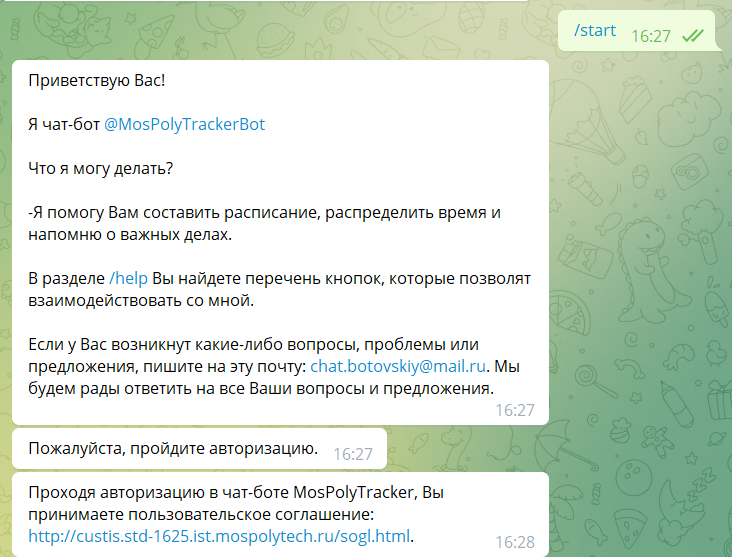 /start 16:27
Приветствую Вас!
Я чат-бот @MosPolyTrackerBot
Что я могу делать?
-Я помогу Вам составить расписание, распределить время и
напомню о важных делах.
В разделе /help Вы найдете перечень кнопок, которые позволят
взаимодействовать со мной.
Если у Вас возникнут какие-либо вопросы, проблемы или
предложения, пишите на эту почту: chat.botovskiy@mail.ru. Мы
будем рады ответить на все Ваши вопросы и предложения.
16:27
Пожалуйста, пройдите авторизацию. 16:27
Проходя авторизацию в чат-боте MosPolyTracker, Вы
принимаете пользовательское соглашение:
http://custis.std-1625.ist.mospolytech.ru/sogl.html. 16:28